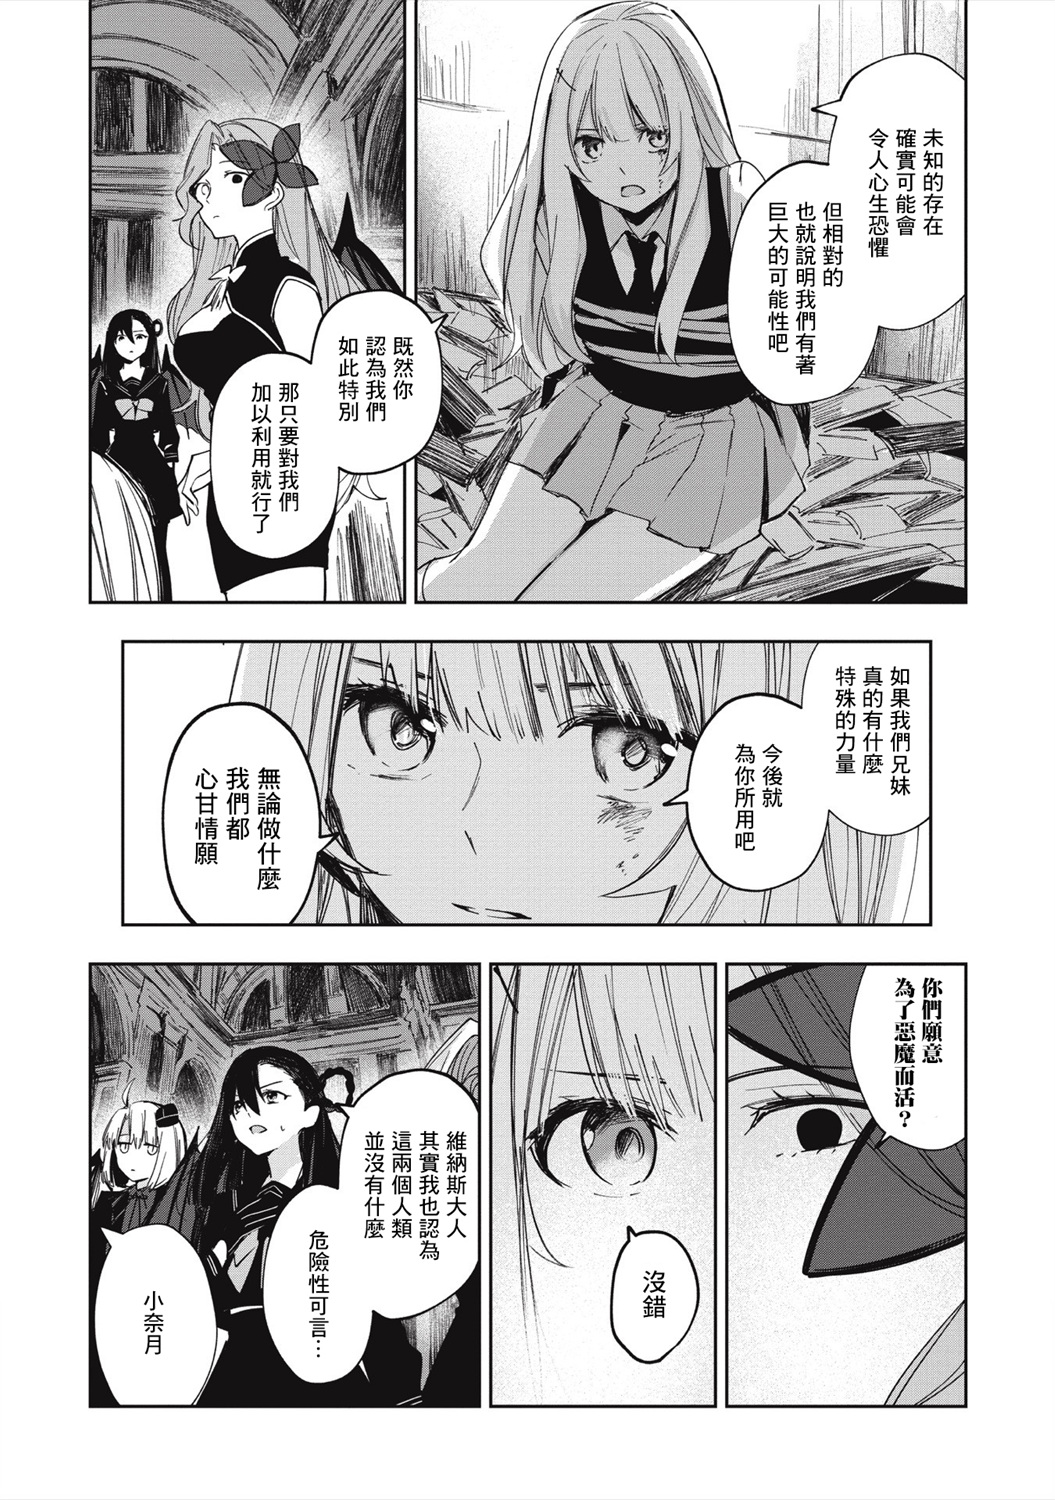 未知的存在
確實可能會
令人心生恐懼
但相對的
也就說明我們有著
巨大的可能性吧
既然你
認為我們
如此特別
那只要對我們
加以利用就行了
如果我們兄妹
真的有什麼
特殊的力量
今後就
為你所用吧
無論做什麼
我們都
心甘情願
你們願意
為了惡魔而活？
沒錯
維納斯大人
其實我也認為
這兩個人類
並沒有什麼
危險性可言…
小奈月